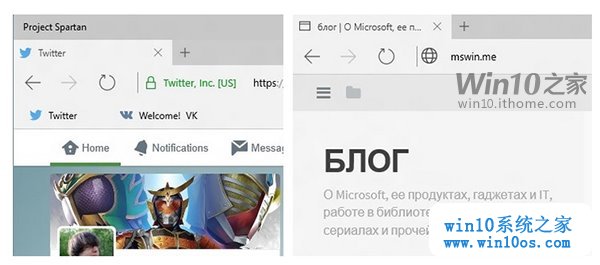 Project Spartan
Twitter
Twitter, Inc. [US]
https:
Twitter
Welcome! VK
Home
Notifications
Messag
блог | О Microsoft, ее п
mswin.me
Win10之家
win10.ithome.com
БЛОГ
О Microsoft, ее продуктах, гаджетах и IT,
работе в библиоте
сериалах и прочей
win10系统之家
www.win10os.com